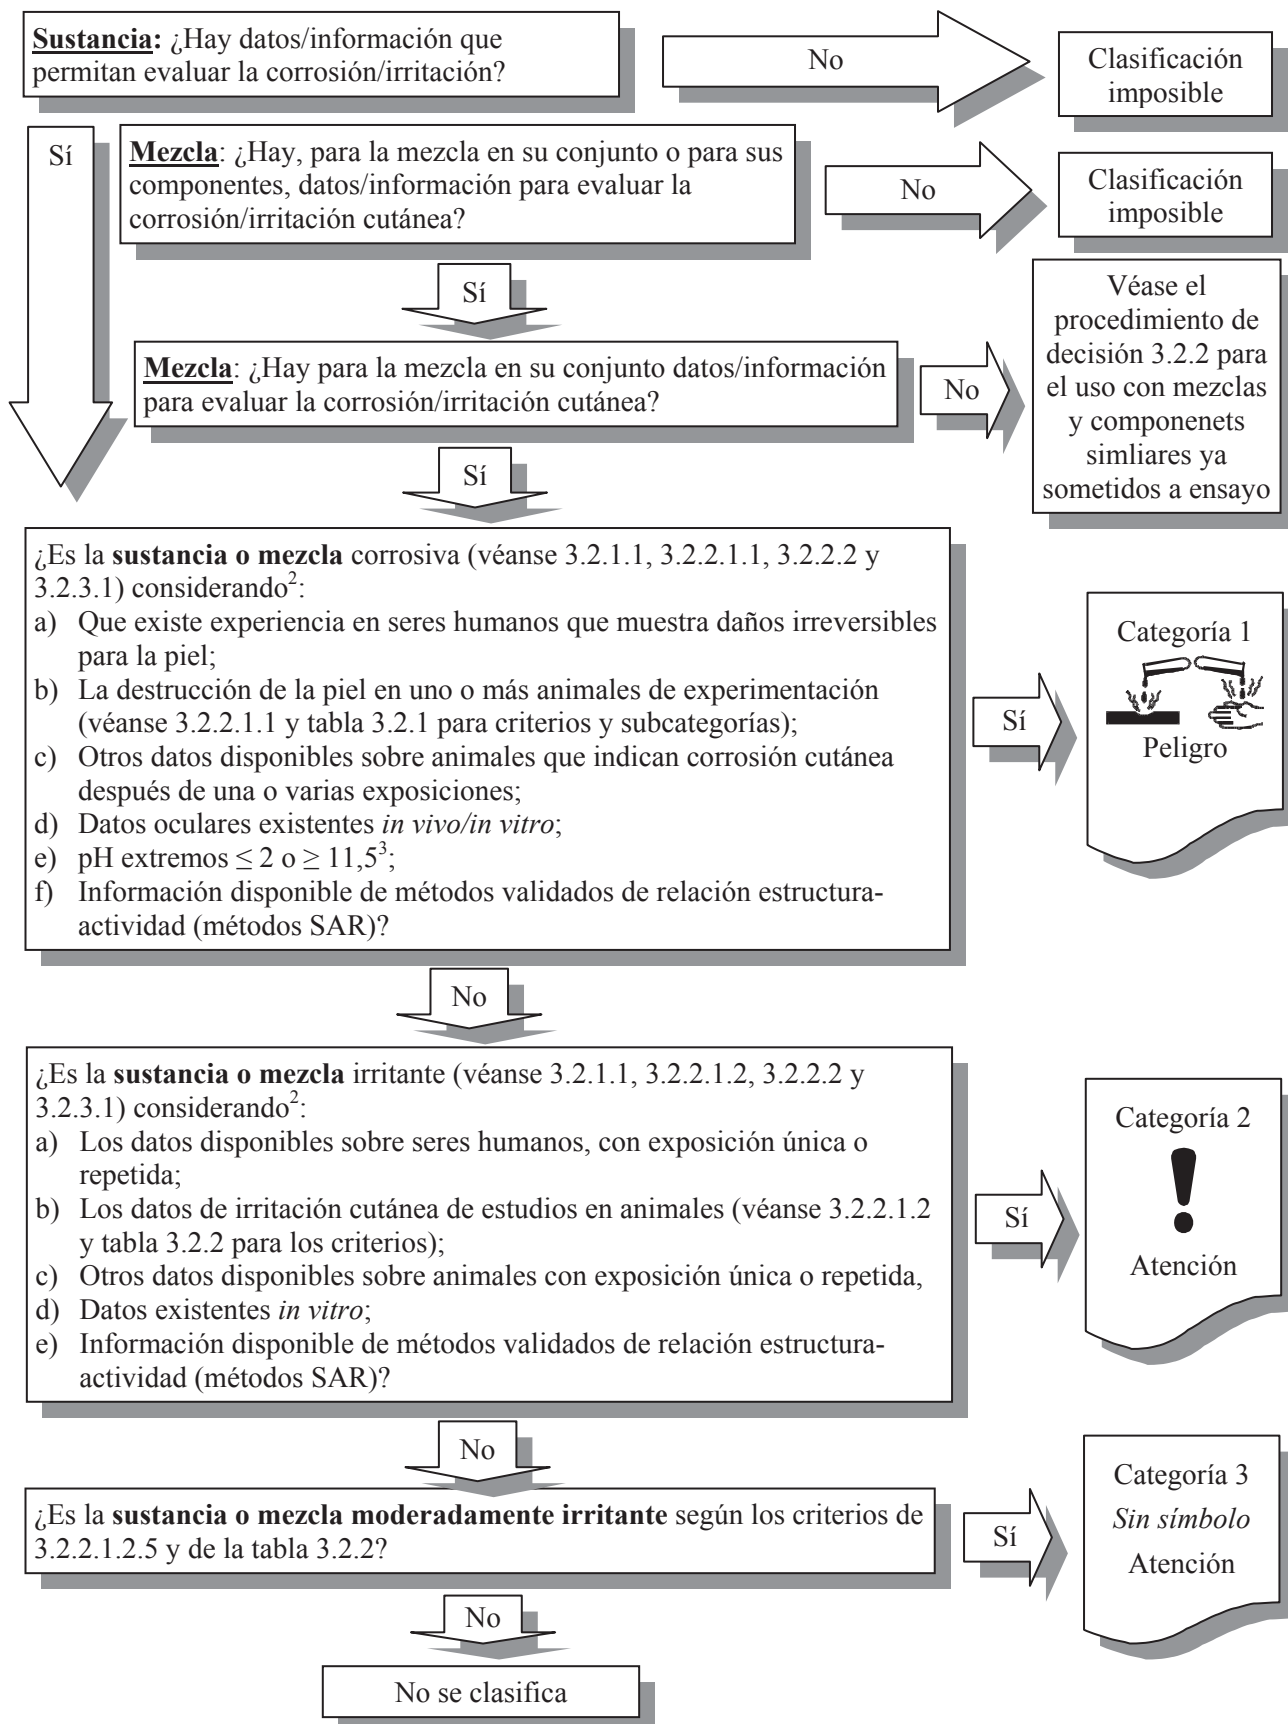 Sustancia: ¿Hay datos/información que
permitan evaluar la corrosión/irritación?
No
Clasificación
imposible
Sí
Mezcla: ¿Hay, para la mezcla en su conjunto o para sus
componentes, datos/información para evaluar la
corrosión/irritación cutánea?
No
Clasificación
imposible
Sí
Mezcla: ¿Hay para la mezcla en su conjunto datos/información
para evaluar la corrosión/irritación cutánea?
No
Véase el
procedimiento de
decisión 3.2.2 para
el uso con mezclas
y componenets
simliares ya
sometidos a ensayo
Sí
¿Es la sustancia o mezcla corrosiva (véanse 3.2.1.1, 3.2.2.1.1, 3.2.2.2 y
3.2.3.1) considerando²:
a) Que existe experiencia en seres humanos que muestra daños irreversibles
para la piel;
b) La destrucción de la piel en uno o más animales de experimentación
(véanse 3.2.2.1.1 y tabla 3.2.1 para criterios y subcategorías);
c) Otros datos disponibles sobre animales que indican corrosión cutánea
después de una o varias exposiciones;
d) Datos oculares existentes in vivo/in vitro;
e) pH extremos ≤ 2 o ≥ 11,5³;
f) Información disponible de métodos validados de relación estructura-
actividad (métodos SAR)?
Sí
Categoría 1
Peligro
No
¿Es la sustancia o mezcla irritante (véanse 3.2.1.1, 3.2.2.1.2, 3.2.2.2 y
3.2.3.1) considerando²:
a) Los datos disponibles sobre seres humanos, con exposición única o
repetida;
b) Los datos de irritación cutánea de estudios en animales (véanse 3.2.2.1.2
y tabla 3.2.2 para los criterios);
c) Otros datos disponibles sobre animales con exposición única o repetida,
d) Datos existentes in vitro;
e) Información disponible de métodos validados de relación estructura-
actividad (métodos SAR)?
Sí
Categoría 2
Atención
No
¿Es la sustancia o mezcla moderadamente irritante según los criterios de
3.2.2.1.2.5 y de la tabla 3.2.2?
Sí
Categoría 3
Sin símbolo
Atención
No
No se clasifica